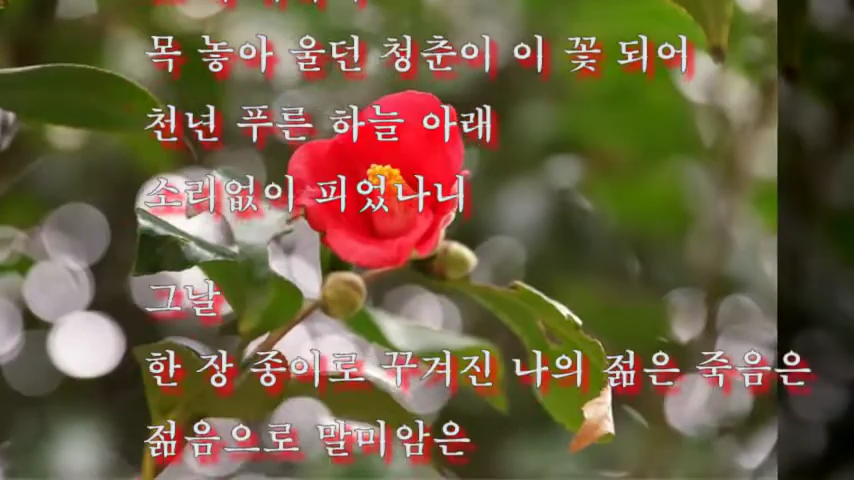 목 놓아 울던 청춘이 이 꽃 되어
천년 푸른 하늘 아래
소리없이 피었나니
그날
한 장 종이로 꾸겨진 나의 젊은 죽음은
젊음으로 말미암은